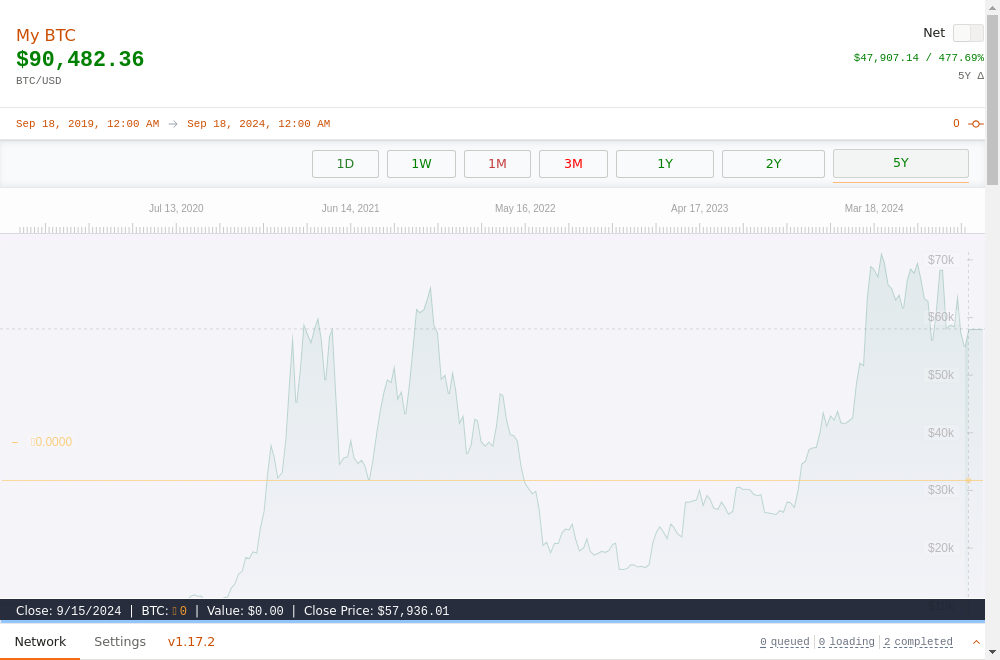 My BTC
Net
$90,482.36
$47,907.14 / 477.69%
BTC/USD
5Y Δ
Sep 18, 2019, 12:00 AM → Sep 18, 2024, 12:00 AM
0
1D 1W 1M 3M 1Y 2Y 5Y
Jul 13, 2020 Jun 14, 2021 May 16, 2022 Apr 17, 2023 Mar 18, 2024
$70k
$60k
$50k
$40k
0.0000
$30k
$20k
Close: 9/15/2024 | BTC: 0 | Value: $0.00 | Close Price: $57,936.01
Network Settings v1.17.2
0 queued 0 loading 2 completed